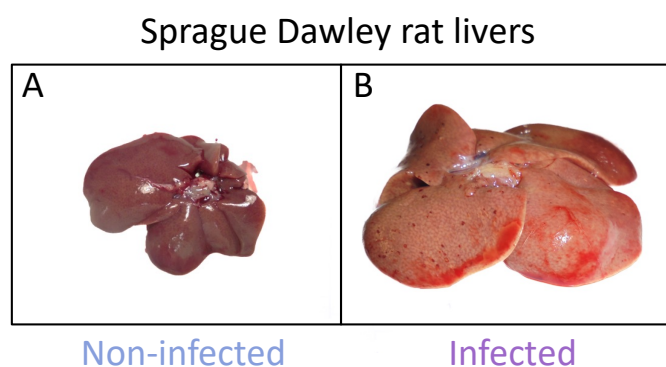 Sprague Dawley rat livers
A
B
Non-infected
Infected